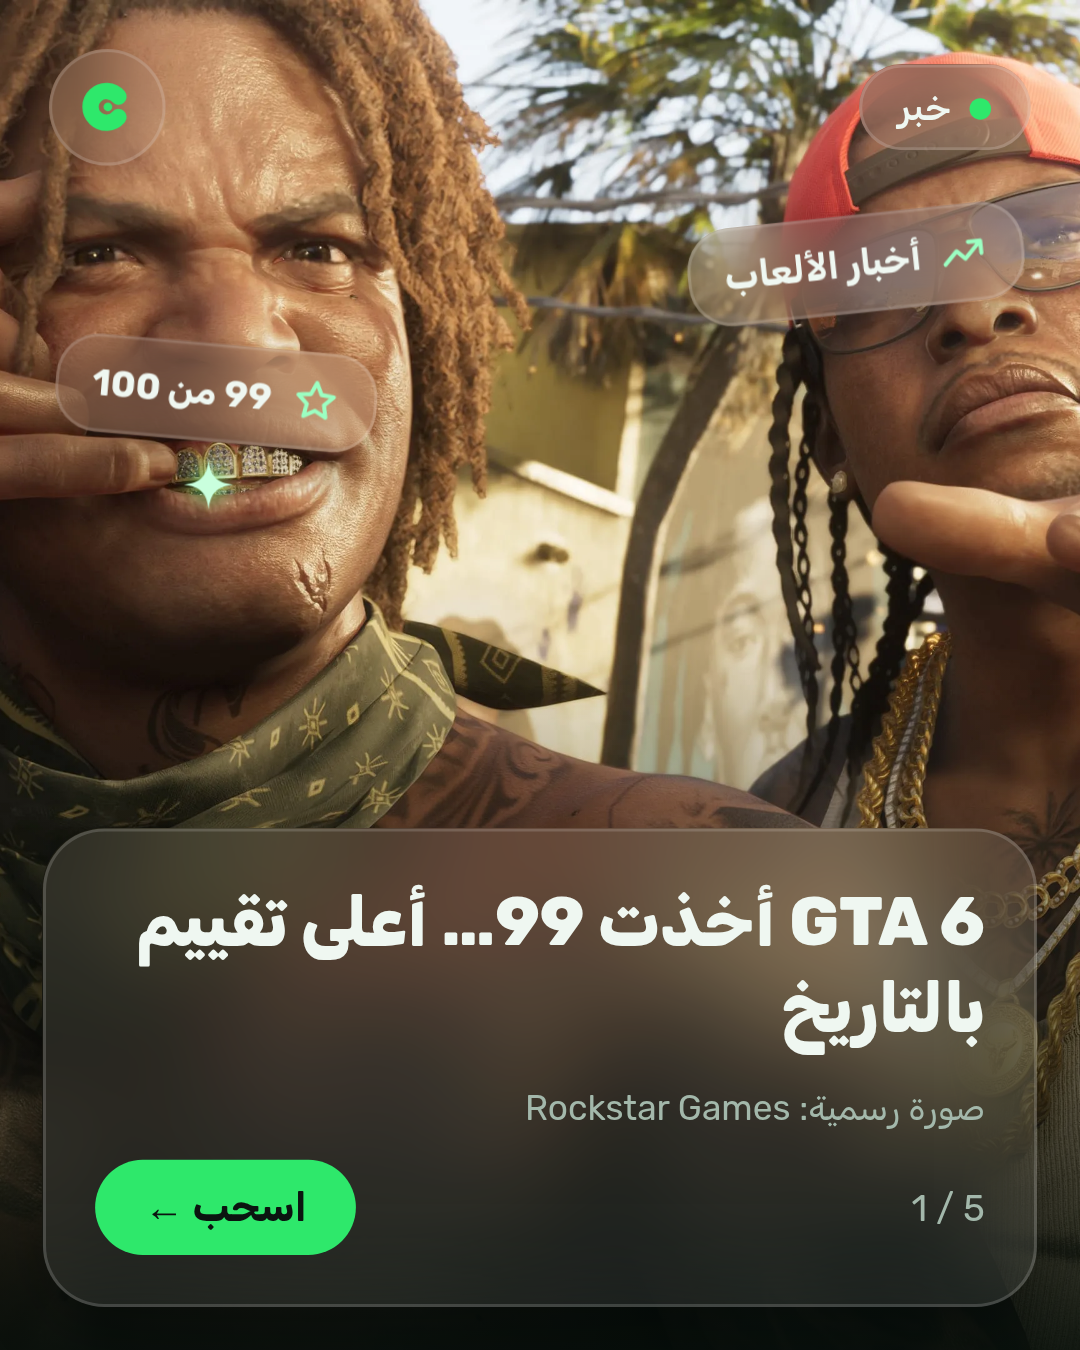 خبر
أخبار الألعاب
99 من 100
GTA 6 أخذت 99... أعلى تقييم
بالتاريخ
صورة رسمية: Rockstar Games
1 / 5
اسحب ←